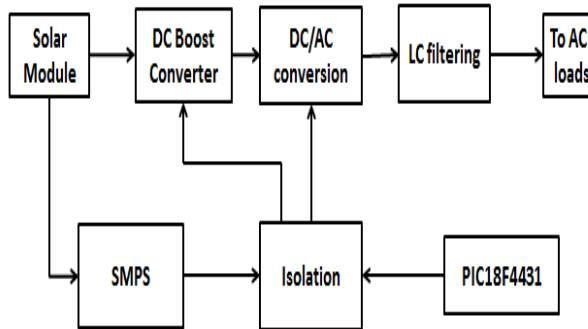 Solar
Module
DC Boost
Converter
DC/AC
conversion
LC filtering
To AC
loads
SMPS
Isolation
PIC18F4431